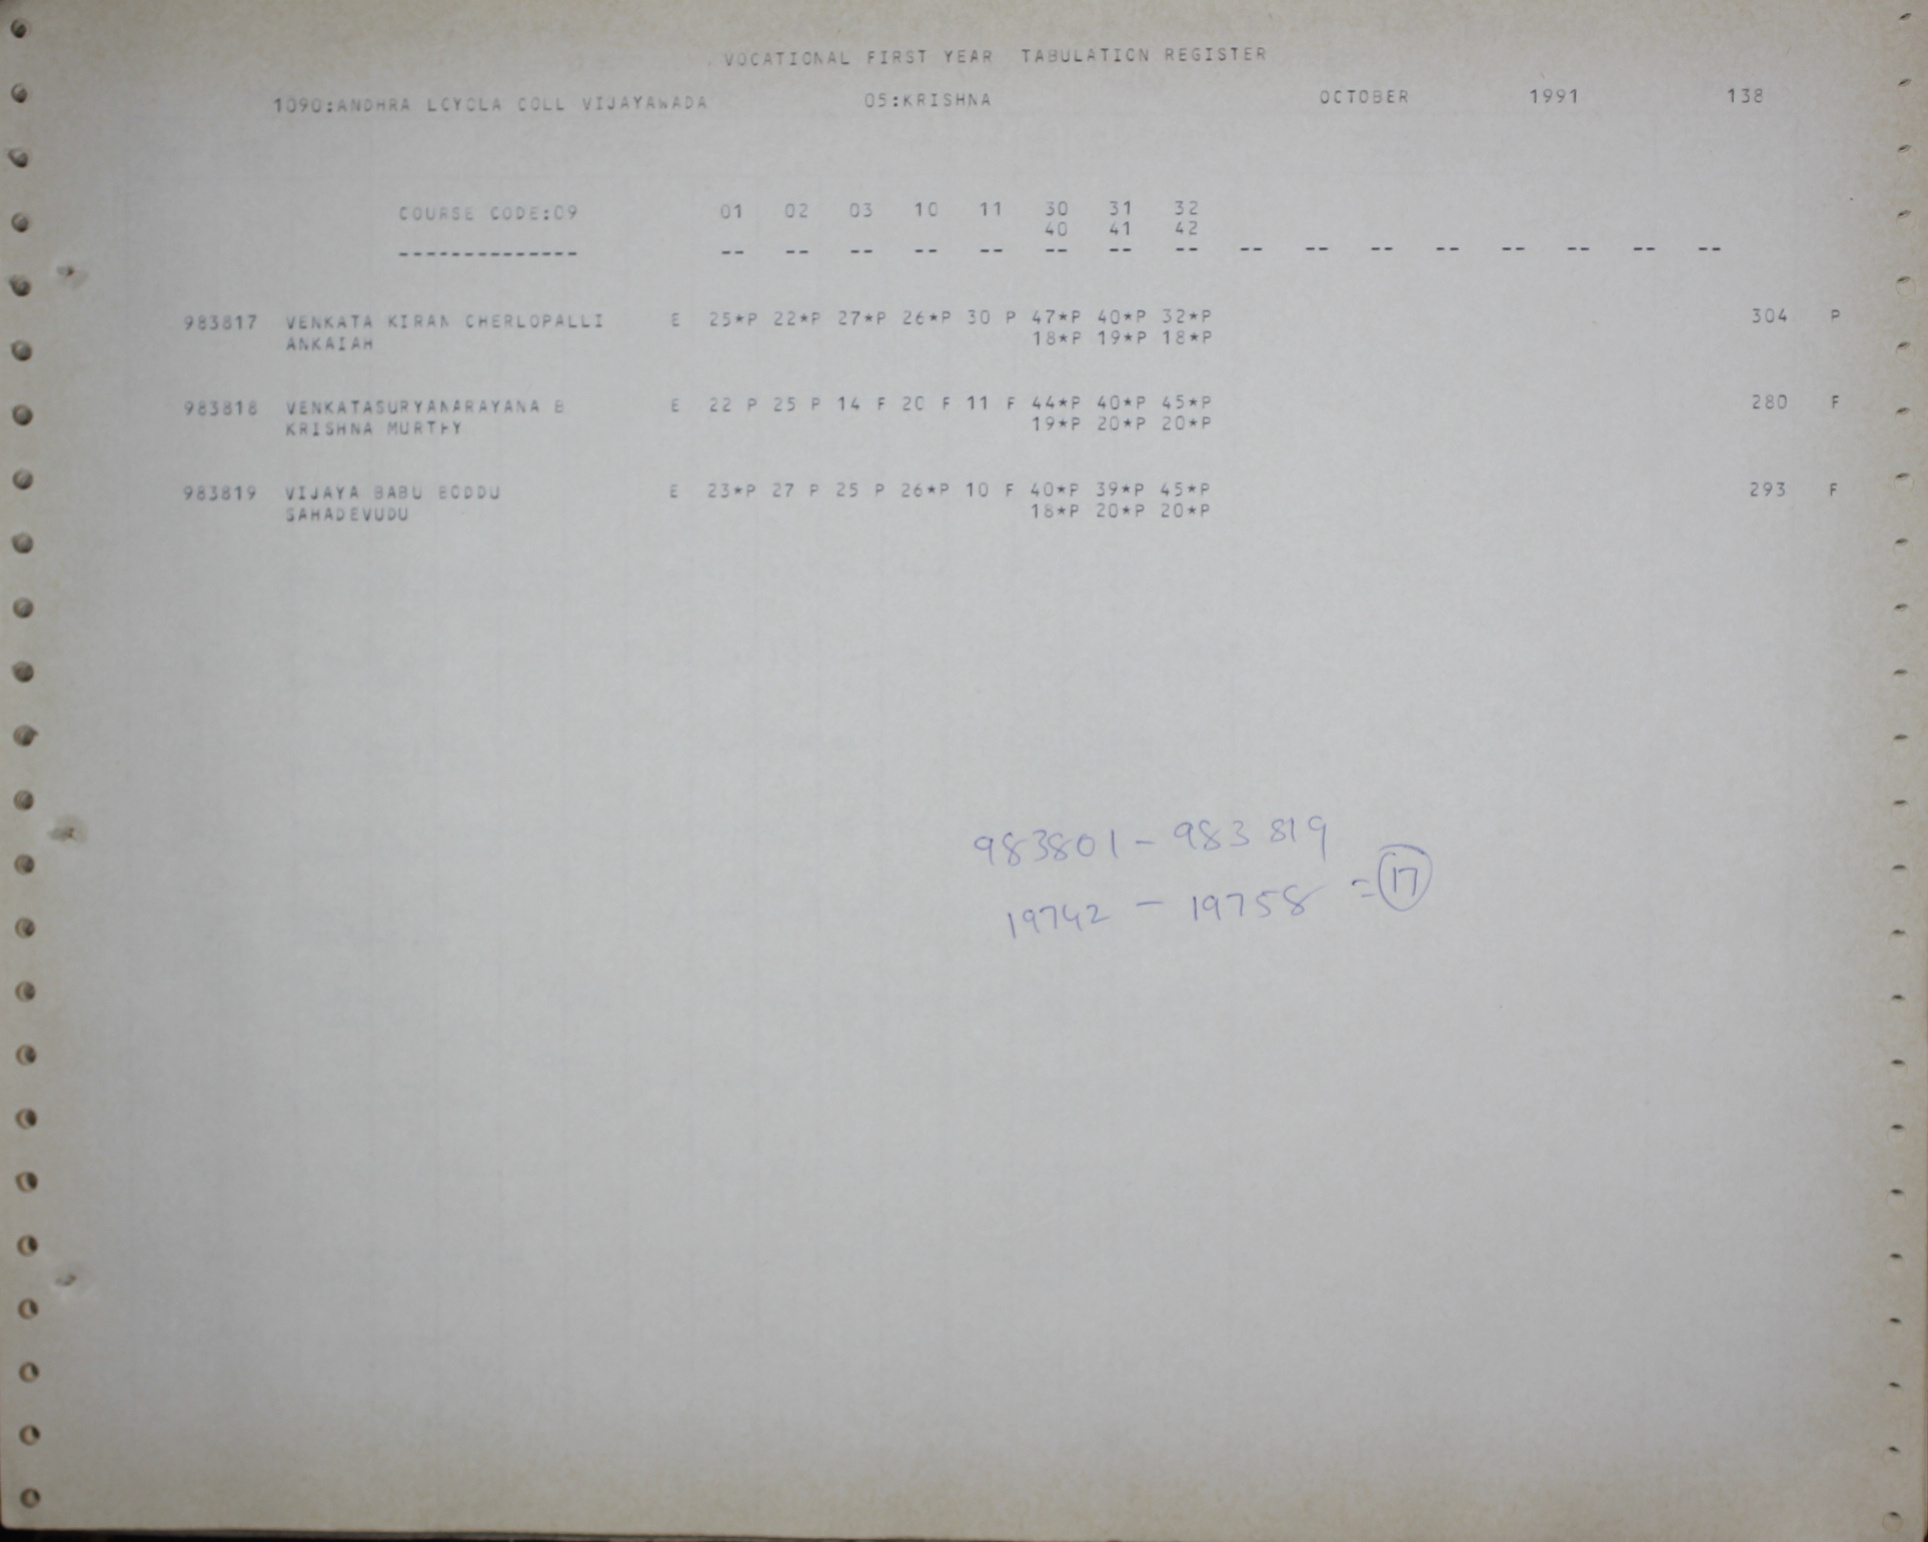 VOCATIONAL FIRST YEAR TABULATION REGISTER
1090:ANDHRA LOYOLA COLL VIJAYAWADA 05:KRISHNA OCTOBER 1991 138
COURSE CODE:09 01 02 03 10 11 30 31 32
40 41 42
-------------- -- -- -- -- -- -- -- -- -- -- -- -- -- -- -- --
983817 VENKATA KIRAN CHERLOPALLI E 25*P 22*P 27*P 26*P 30 P 47*P 40*P 32*P 304 P
ANKAIAH 18*P 19*P 18*P
983818 VENKATASURYANARAYANA B E 22 P 25 P 14 F 20 F 11 F 44*P 40*P 45*P 280 F
KRISHNA MURTHY 19*P 20*P 20*P
983819 VIJAYA BABU BODDU E 23*P 27 P 25 P 26*P 10 F 40*P 39*P 45*P 293 F
SAHADEVUDU 18*P 20*P 20*P
983801 - 983819
19742 - 19758 = 17